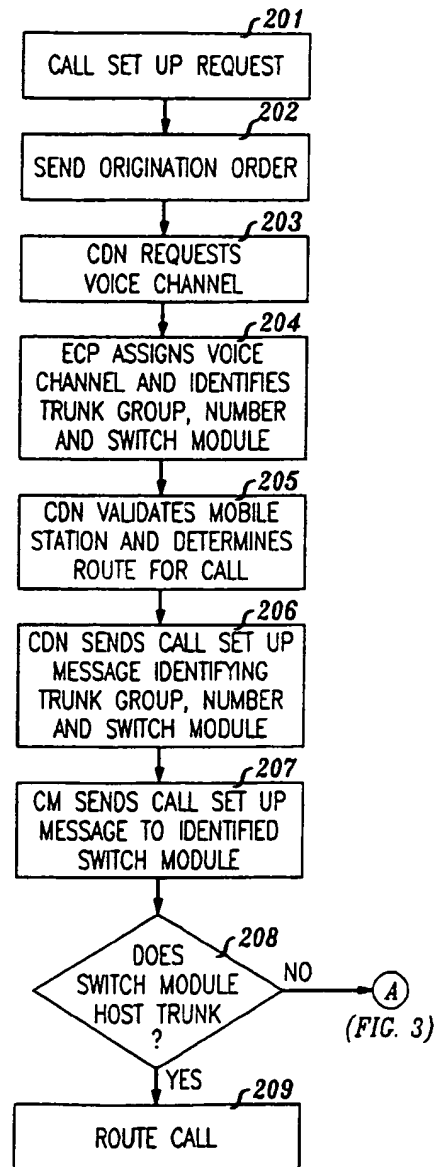 201
CALL SET UP REQUEST
202
SEND ORIGINATION ORDER
203
CDN REQUESTS
VOICE CHANNEL
204
ECP ASSIGNS VOICE
CHANNEL AND IDENTIFIES
TRUNK GROUP, NUMBER
AND SWITCH MODULE
205
CDN VALIDATES MOBILE
STATION AND DETERMINES
ROUTE FOR CALL
206
CDN SENDS CALL SET UP
MESSAGE IDENTIFYING
TRUNK GROUP, NUMBER
AND SWITCH MODULE
207
CM SENDS CALL SET UP
MESSAGE TO IDENTIFIED
SWITCH MODULE
208
DOES
SWITCH MODULE
HOST TRUNK
?
NO
A
(FIG. 3)
YES
209
ROUTE CALL